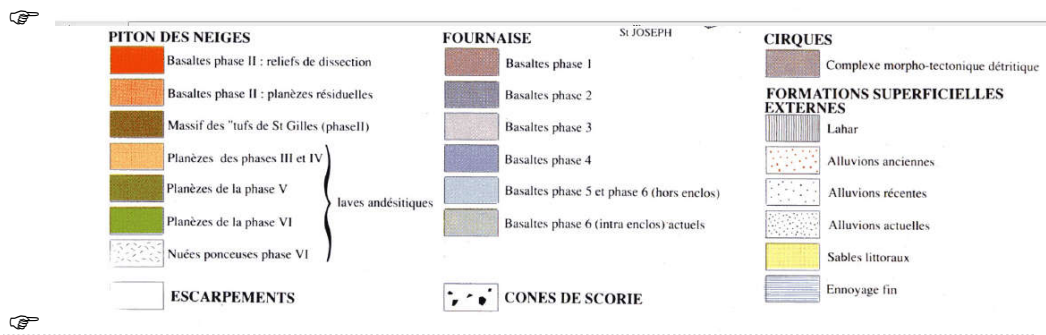 St JOSEPH
PITON DES NEIGES
Basaltes phase II : reliefs de dissection
Basaltes phase II : planèzes résiduelles
Massif des "tufs de St Gilles (phaseII)
Planèzes des phases III et IV
Planèzes de la phase V
Planèzes de la phase VI
Nuées ponceuses phase VI
laves andésitiques
ESCARPEMENTS
FOURNAISE
Basaltes phase 1
Basaltes phase 2
Basaltes phase 3
Basaltes phase 4
Basaltes phase 5 et phase 6 (hors enclos)
Basaltes phase 6 (intra enclos) actuels
CONES DE SCORIE
CIRQUES
Complexe morpho-tectonique détritique
FORMATIONS SUPERFICIELLES
EXTERNES
Lahar
Alluvions anciennes
Alluvions récentes
Alluvions actuelles
Sables littoraux
Ennoyage fin